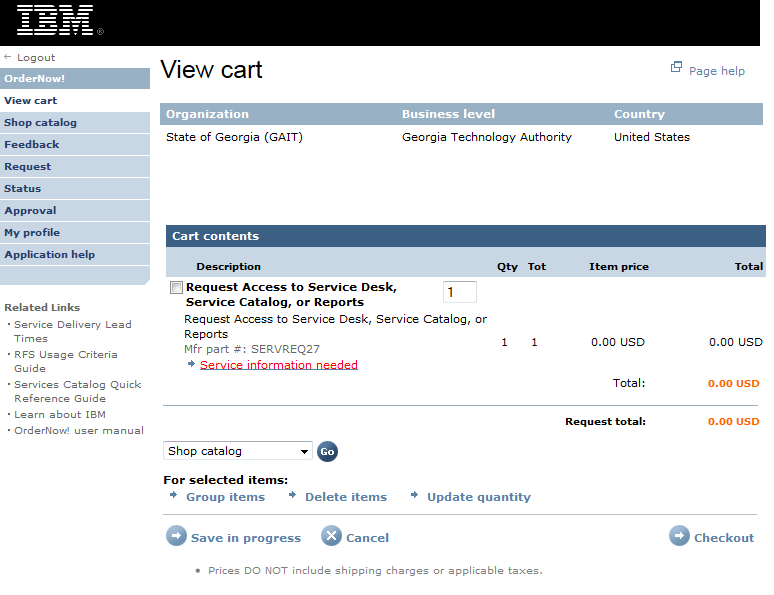 IBM®
← Logout
OrderNow!
View cart
Shop catalog
Feedback
Request
Status
Approval
My profile
Application help
Related Links
· Service Delivery Lead
Times
· RFS Usage Criteria
Guide
· Services Catalog Quick
Reference Guide
· Learn about IBM
· OrderNow! user manual
View cart
Page help
Organization Business level Country
State of Georgia (GAIT) Georgia Technology Authority United States
Cart contents
Description Qty Tot Item price Total
Request Access to Service Desk,
Service Catalog, or Reports
1
Request Access to Service Desk, Service Catalog, or
Reports
Mfr part #: SERVREQ27
1 1 0.00 USD 0.00 USD
Service information needed
Total: 0.00 USD
Request total: 0.00 USD
Shop catalog Go
For selected items:
Group items Delete items Update quantity
Save in progress Cancel Checkout
• Prices DO NOT include shipping charges or applicable taxes.